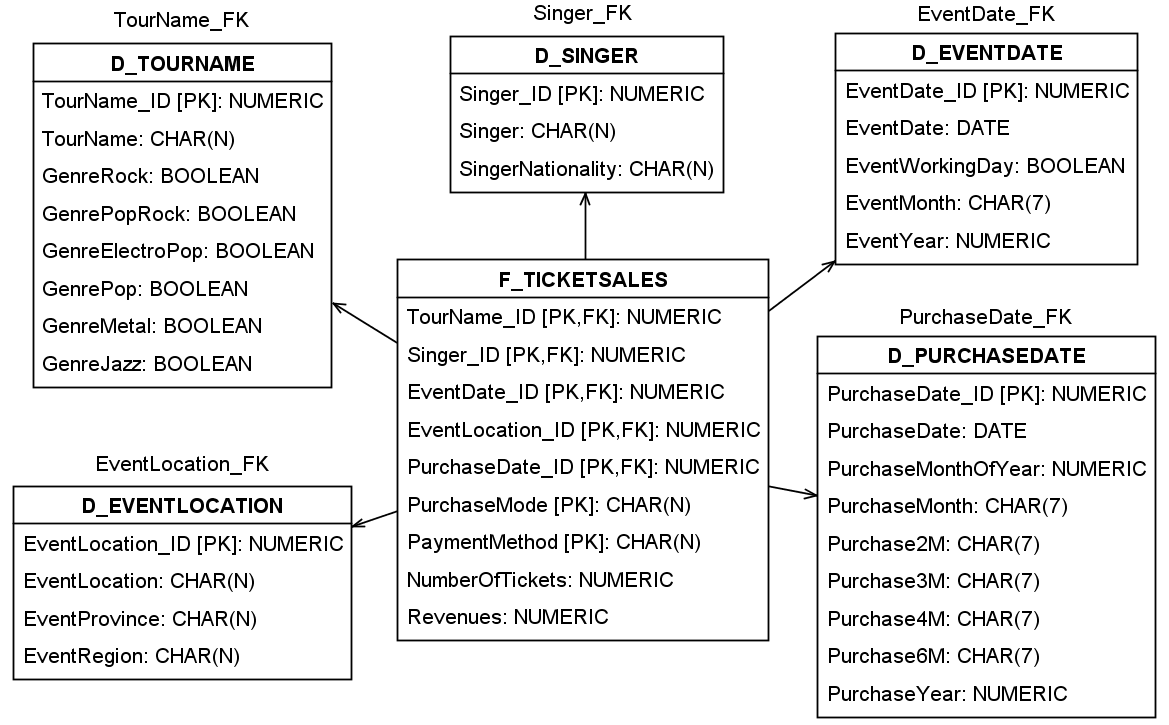 TourName_FK
D_TOURNAME
TourName_ID [PK]: NUMERIC
TourName: CHAR(N)
GenreRock: BOOLEAN
GenrePopRock: BOOLEAN
GenreElectroPop: BOOLEAN
GenrePop: BOOLEAN
GenreMetal: BOOLEAN
GenreJazz: BOOLEAN
Singer_FK
D_SINGER
Singer_ID [PK]: NUMERIC
Singer: CHAR(N)
SingerNationality: CHAR(N)
EventDate_FK
D_EVENTDATE
EventDate_ID [PK]: NUMERIC
EventDate: DATE
EventWorkingDay: BOOLEAN
EventMonth: CHAR(7)
EventYear: NUMERIC
F_TICKETSALES
TourName_ID [PK,FK]: NUMERIC
Singer_ID [PK,FK]: NUMERIC
EventDate_ID [PK,FK]: NUMERIC
EventLocation_ID [PK,FK]: NUMERIC
PurchaseDate_ID [PK,FK]: NUMERIC
PurchaseMode [PK]: CHAR(N)
PaymentMethod [PK]: CHAR(N)
NumberOfTickets: NUMERIC
Revenues: NUMERIC
EventLocation_FK
D_EVENTLOCATION
EventLocation_ID [PK]: NUMERIC
EventLocation: CHAR(N)
EventProvince: CHAR(N)
EventRegion: CHAR(N)
PurchaseDate_FK
D_PURCHASEDATE
PurchaseDate_ID [PK]: NUMERIC
PurchaseDate: DATE
PurchaseMonthOfYear: NUMERIC
PurchaseMonth: CHAR(7)
Purchase2M: CHAR(7)
Purchase3M: CHAR(7)
Purchase4M: CHAR(7)
Purchase6M: CHAR(7)
PurchaseYear: NUMERIC